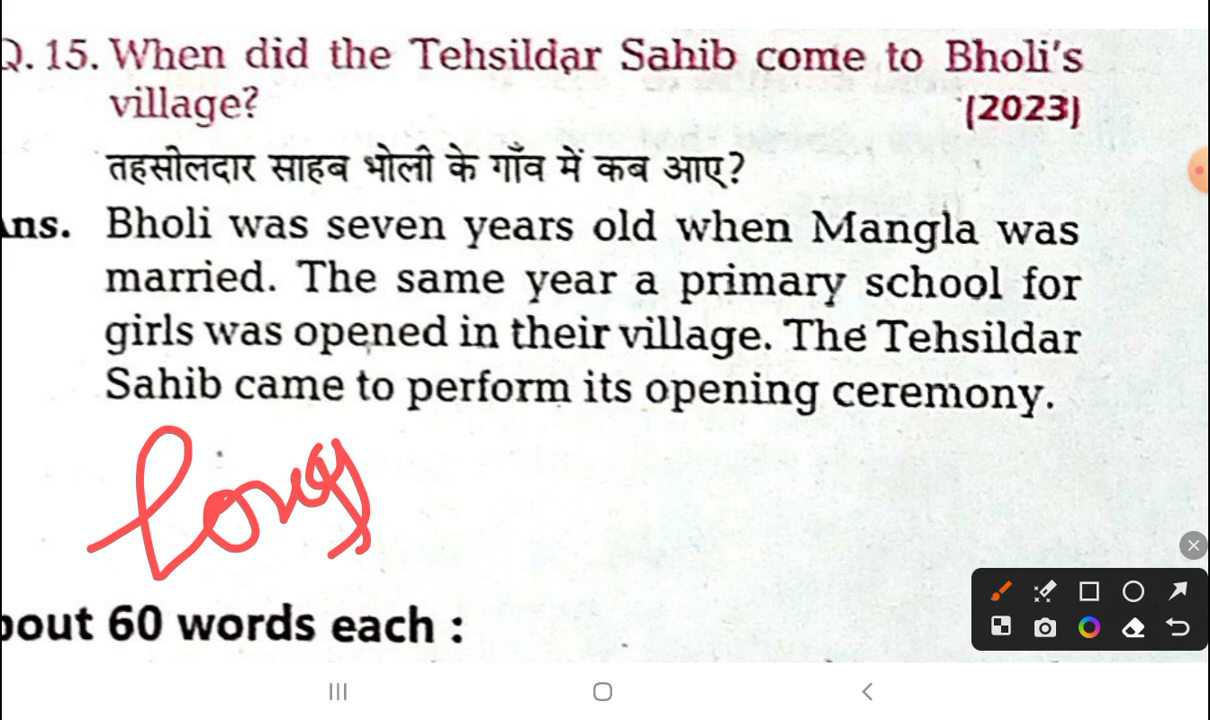 Q. 15. When did the Tehsildar Sahib come to Bholi's
village? (2023)
तहसीलदार साहब भोली के गाँव में कब आए?
Ans. Bholi was seven years old when Mangla was
married. The same year a primary school for
girls was opened in their village. The Tehsildar
Sahib came to perform its opening ceremony.
Long
bout 60 words each :